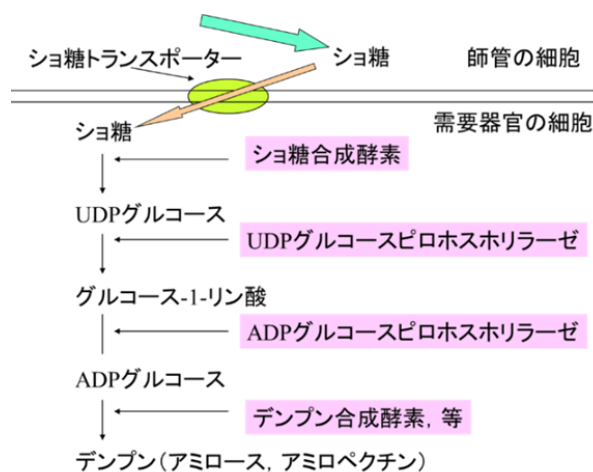 ショ糖トランスポーター
ショ糖
師管の細胞
需要器官の細胞
ショ糖
ショ糖合成酵素
UDPグルコース
UDPグルコースピロホスホリラーゼ
グルコース-1-リン酸
ADPグルコースピロホスホリラーゼ
ADPグルコース
デンプン合成酵素, 等
デンプン(アミロース, アミロペクチン)